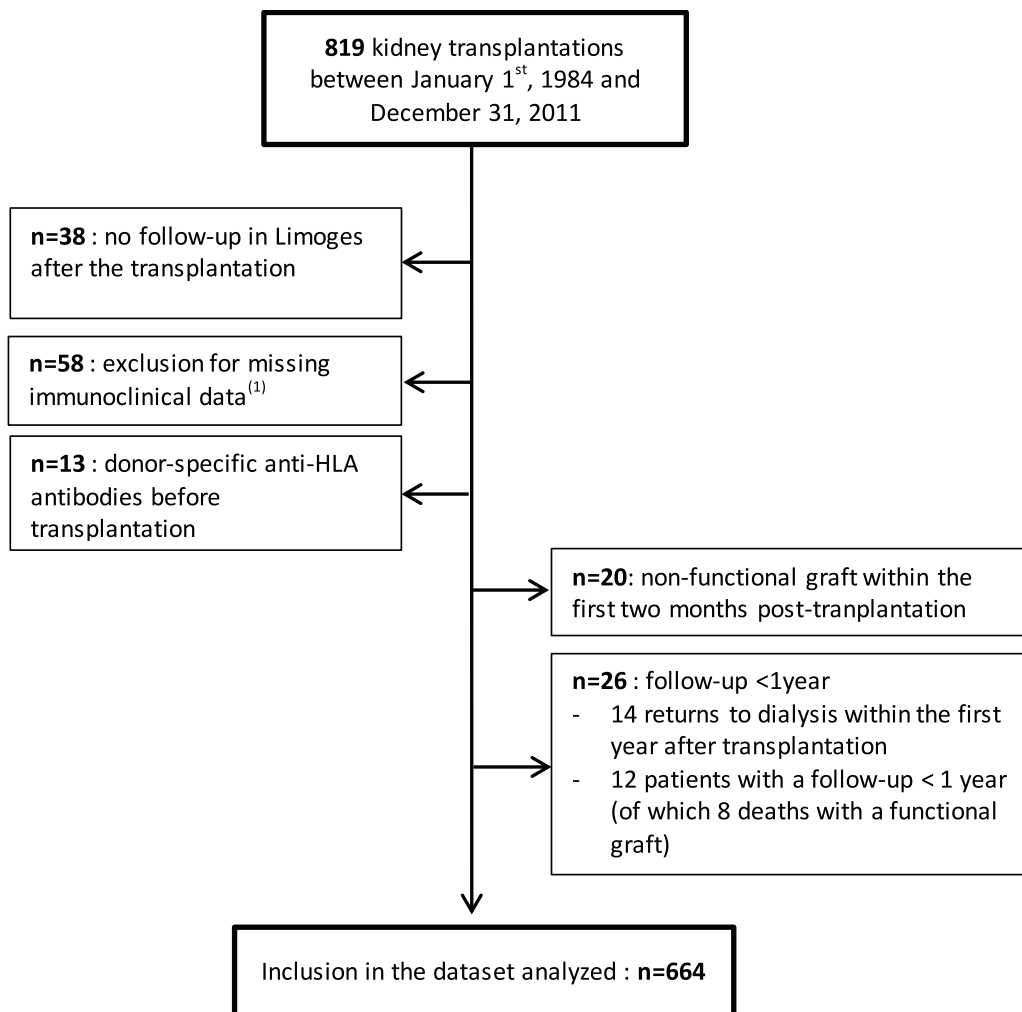 819 kidney transplantations
between January 1st, 1984 and
December 31, 2011
n=38 : no follow-up in Limoges
after the transplantation
n=58 : exclusion for missing
immunoclinical data(1)
n=13 : donor-specific anti-HLA
antibodies before
transplantation
n=20: non-functional graft within the
first two months post-tranplantation
n=26 : follow-up <1year
- 14 returns to dialysis within the first
year after transplantation
- 12 patients with a follow-up < 1 year
(of which 8 deaths with a functional
graft)
Inclusion in the dataset analyzed : n=664